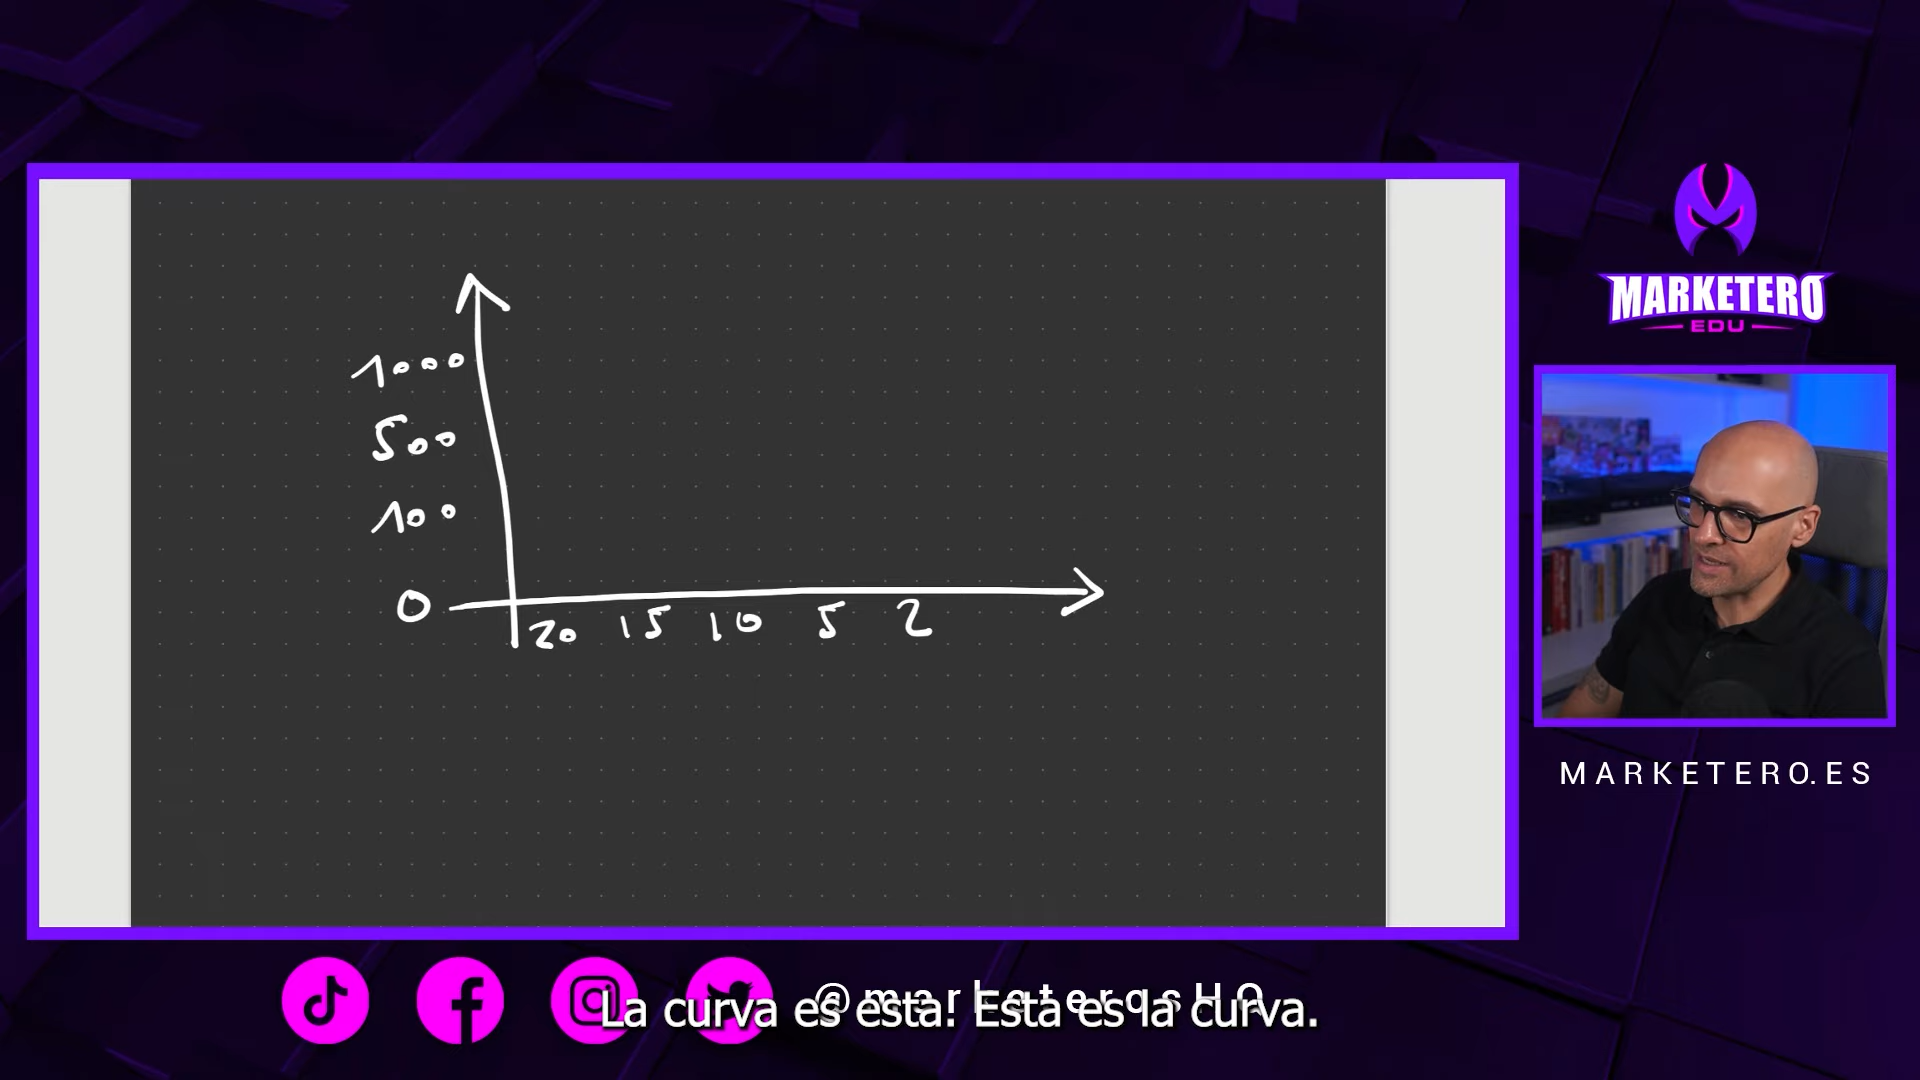 1000
500
100
0
20 15 10 5 2
MARKETERO
EDU
MARKETERO.ES
@marketerosHQ
La curva es esta! Esta es la curva.